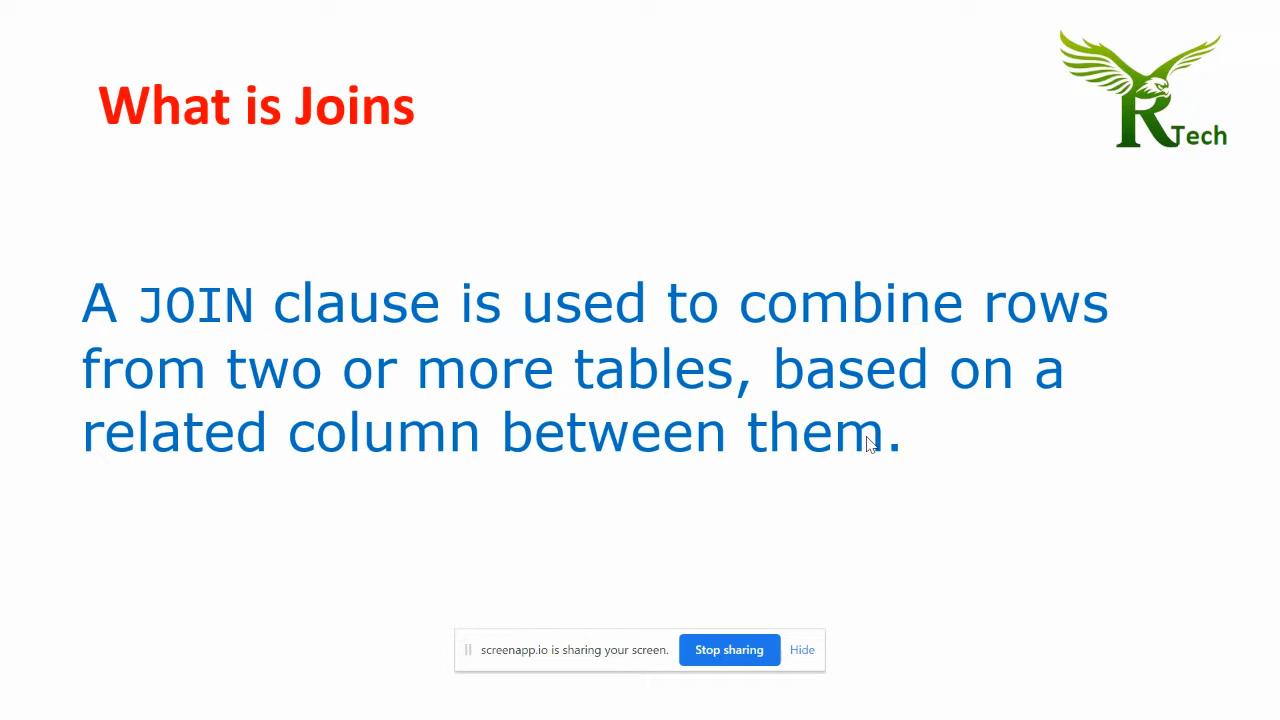 What is Joins
R Tech
A JOIN clause is used to combine rows
from two or more tables, based on a
related column between them.
screenapp.io is sharing your screen. Stop sharing Hide